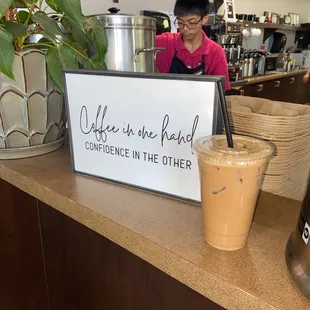 Coffee in one hand
CONFIDENCE IN THE OTHER